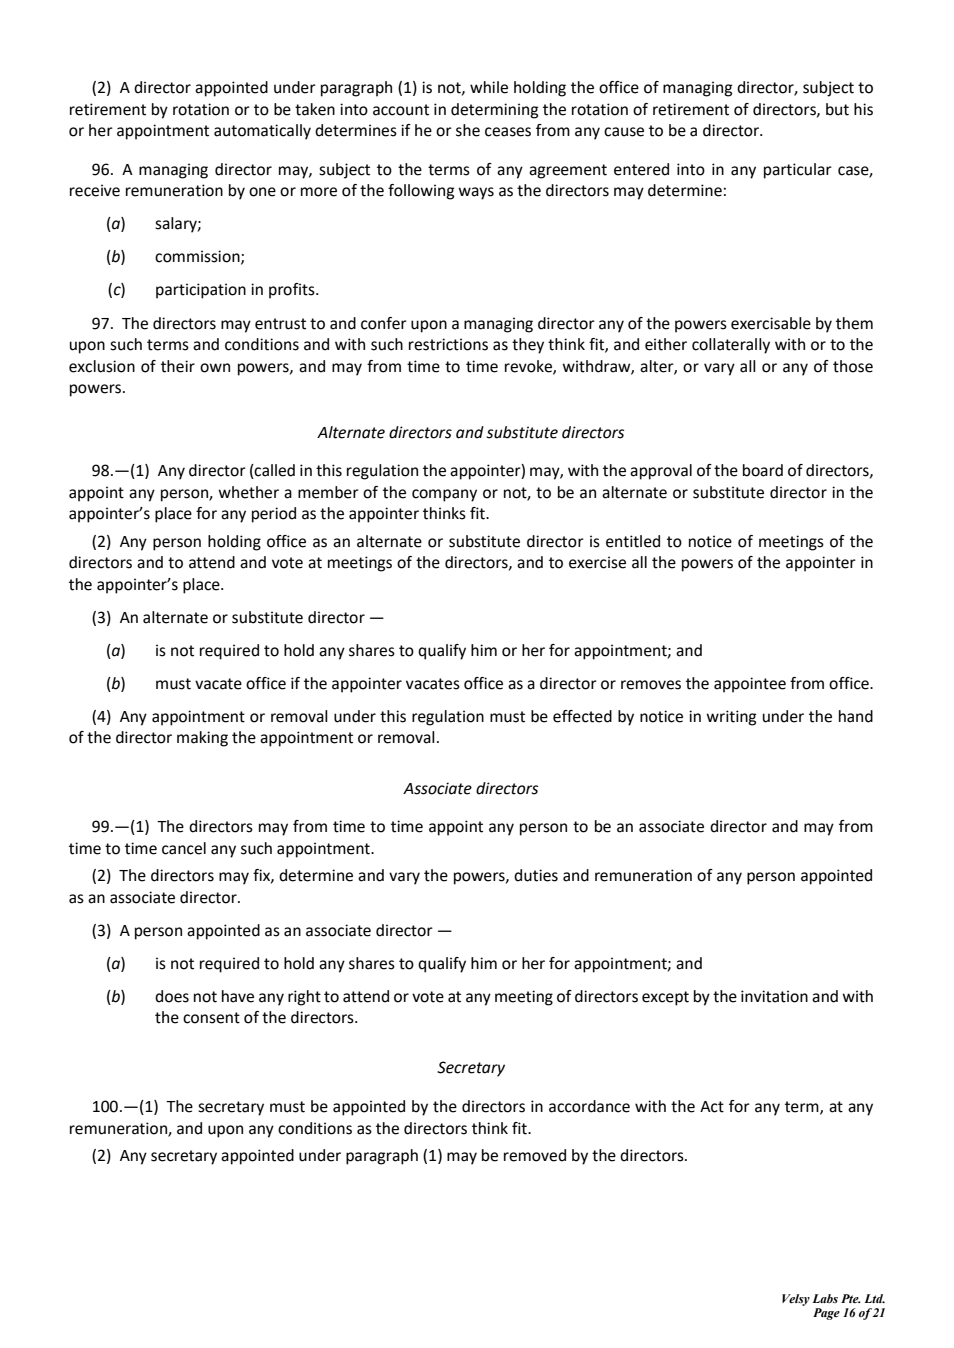 (2) A director appointed under paragraph (1) is not, while holding the office of managing director, subject to
retirement by rotation or to be taken into account in determining the rotation of retirement of directors, but his
or her appointment automatically determines if he or she ceases from any cause to be a director.
96. A managing director may, subject to the terms of any agreement entered into in any particular case,
receive remuneration by one or more of the following ways as the directors may determine:
(a) salary;
(b) commission;
(c) participation in profits.
97. The directors may entrust to and confer upon a managing director any of the powers exercisable by them
upon such terms and conditions and with such restrictions as they think fit, and either collaterally with or to the
exclusion of their own powers, and may from time to time revoke, withdraw, alter, or vary all or any of those
powers.
Alternate directors and substitute directors
98.—(1) Any director (called in this regulation the appointer) may, with the approval of the board of directors,
appoint any person, whether a member of the company or not, to be an alternate or substitute director in the
appointer’s place for any period as the appointer thinks fit.
(2) Any person holding office as an alternate or substitute director is entitled to notice of meetings of the
directors and to attend and vote at meetings of the directors, and to exercise all the powers of the appointer in
the appointer’s place.
(3) An alternate or substitute director —
(a) is not required to hold any shares to qualify him or her for appointment; and
(b) must vacate office if the appointer vacates office as a director or removes the appointee from office.
(4) Any appointment or removal under this regulation must be effected by notice in writing under the hand
of the director making the appointment or removal.
Associate directors
99.—(1) The directors may from time to time appoint any person to be an associate director and may from
time to time cancel any such appointment.
(2) The directors may fix, determine and vary the powers, duties and remuneration of any person appointed
as an associate director.
(3) A person appointed as an associate director —
(a) is not required to hold any shares to qualify him or her for appointment; and
(b) does not have any right to attend or vote at any meeting of directors except by the invitation and with
the consent of the directors.
Secretary
100.—(1) The secretary must be appointed by the directors in accordance with the Act for any term, at any
remuneration, and upon any conditions as the directors think fit.
(2) Any secretary appointed under paragraph (1) may be removed by the directors.
Velsy Labs Pte. Ltd.
Page 16 of 21